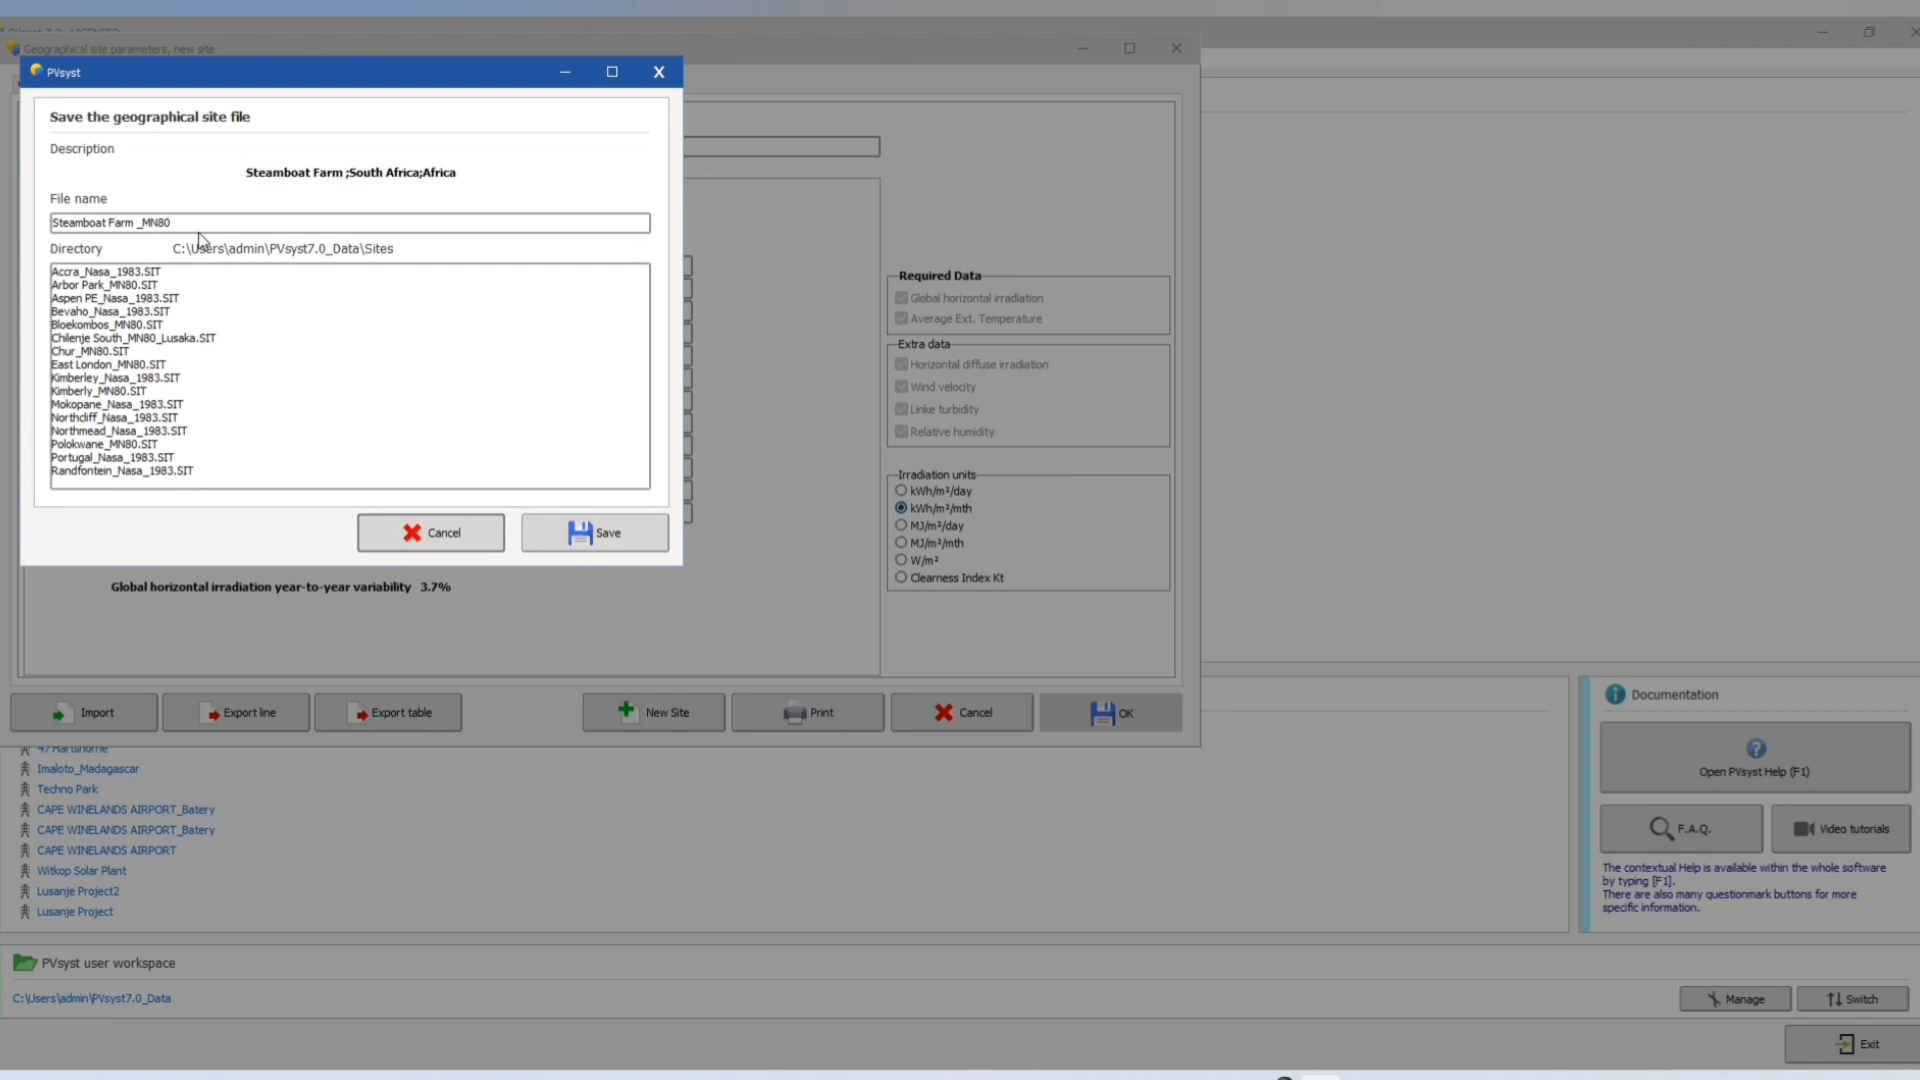 Geographical site parameters, new site
PVsyst
Save the geographical site file
Description
Steamboat Farm ;South Africa;Africa
File name
Steamboat Farm _MN80
Directory C:\Users\admin\PVsyst7.0_Data\Sites
Accra_Nasa_1983.SIT
Arbor Park_MN80.SIT
Aspen PE_Nasa_1983.SIT
Bevaho_Nasa_1983.SIT
Bloekombos_MN80.SIT
Chilenje South_MN80_Lusaka.SIT
Chur_MN80.SIT
East London_MN80.SIT
Kimberley_Nasa_1983.SIT
Kimberly_MN80.SIT
Mokopane_Nasa_1983.SIT
Northcliff_Nasa_1983.SIT
Northmead_Nasa_1983.SIT
Polokwane_MN80.SIT
Portugal_Nasa_1983.SIT
Randfontein_Nasa_1983.SIT
Cancel
Save
Required Data
Global horizontal irradiation
Average Ext. Temperature
Extra data
Horizontal diffuse irradiation
Wind velocity
Linke turbidity
Relative humidity
Irradiation units
kWh/m²/day
kWh/m²/mth
MJ/m²/day
MJ/m²/mth
W/m²
Clearness Index Kt
Global horizontal irradiation year-to-year variability 3.7%
Import
Export line
Export table
New Site
Print
Cancel
OK
47 Hartshorne
Imaloto_Madagascar
Techno Park
CAPE WINELANDS AIRPORT_Batery
CAPE WINELANDS AIRPORT_Batery
CAPE WINELANDS AIRPORT
Witkop Solar Plant
Lusanje Project2
Lusanje Project
Documentation
Open PVsyst Help (F1)
F.A.Q.
Video tutorials
The contextual Help is available within the whole software
by typing [F1].
There are also many questionmark buttons for more
specific information.
PVsyst user workspace
C:\Users\admin\PVsyst7.0_Data
Manage
Switch
Exit